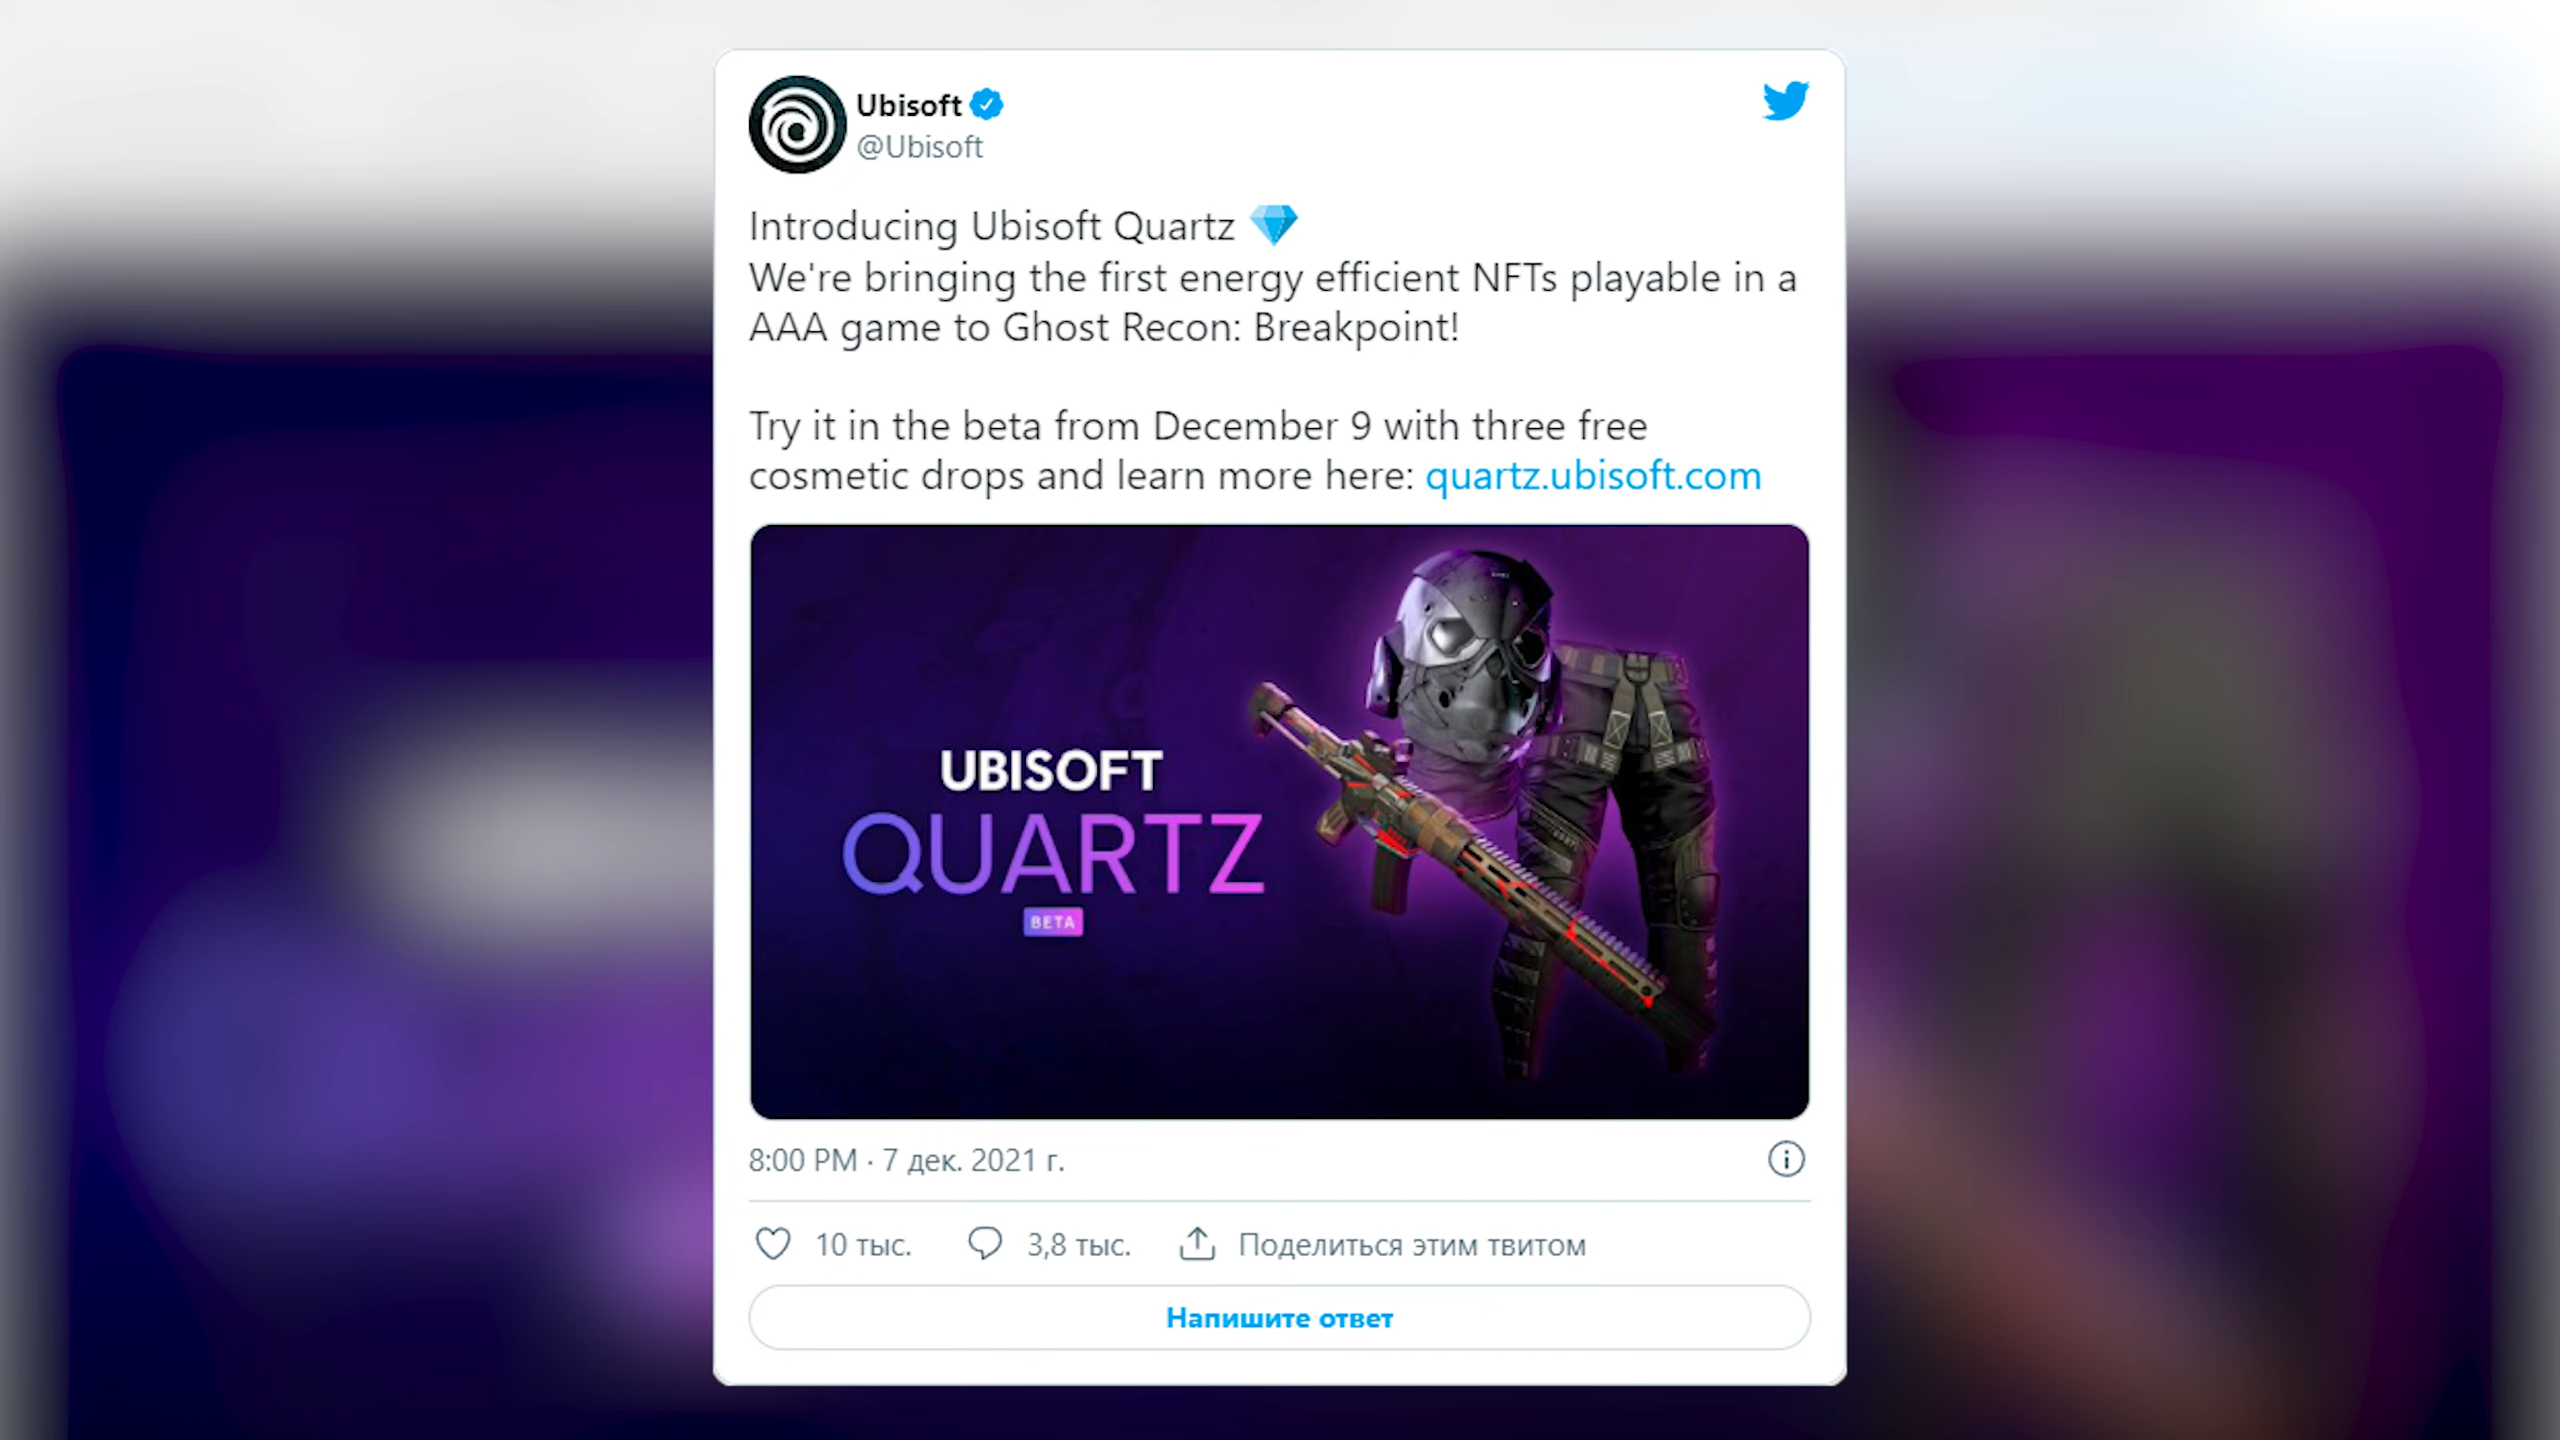 Ubisoft
@Ubisoft
Introducing Ubisoft Quartz 💎
We're bringing the first energy efficient NFTs playable in a
AAA game to Ghost Recon: Breakpoint!
Try it in the beta from December 9 with three free
cosmetic drops and learn more here: quartz.ubisoft.com
UBISOFT
QUARTZ
BETA
8:00 PM · 7 дек. 2021 г.
10 тыс. 3,8 тыс. Поделиться этим твитом
Напишите ответ